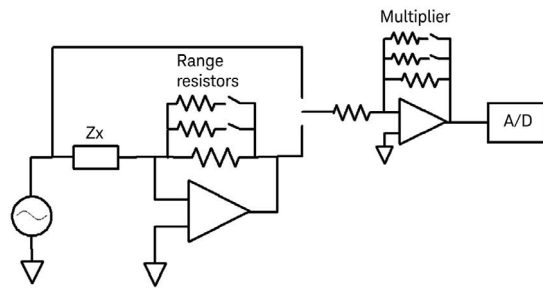 Multiplier
Range
resistors
Zx
A/D